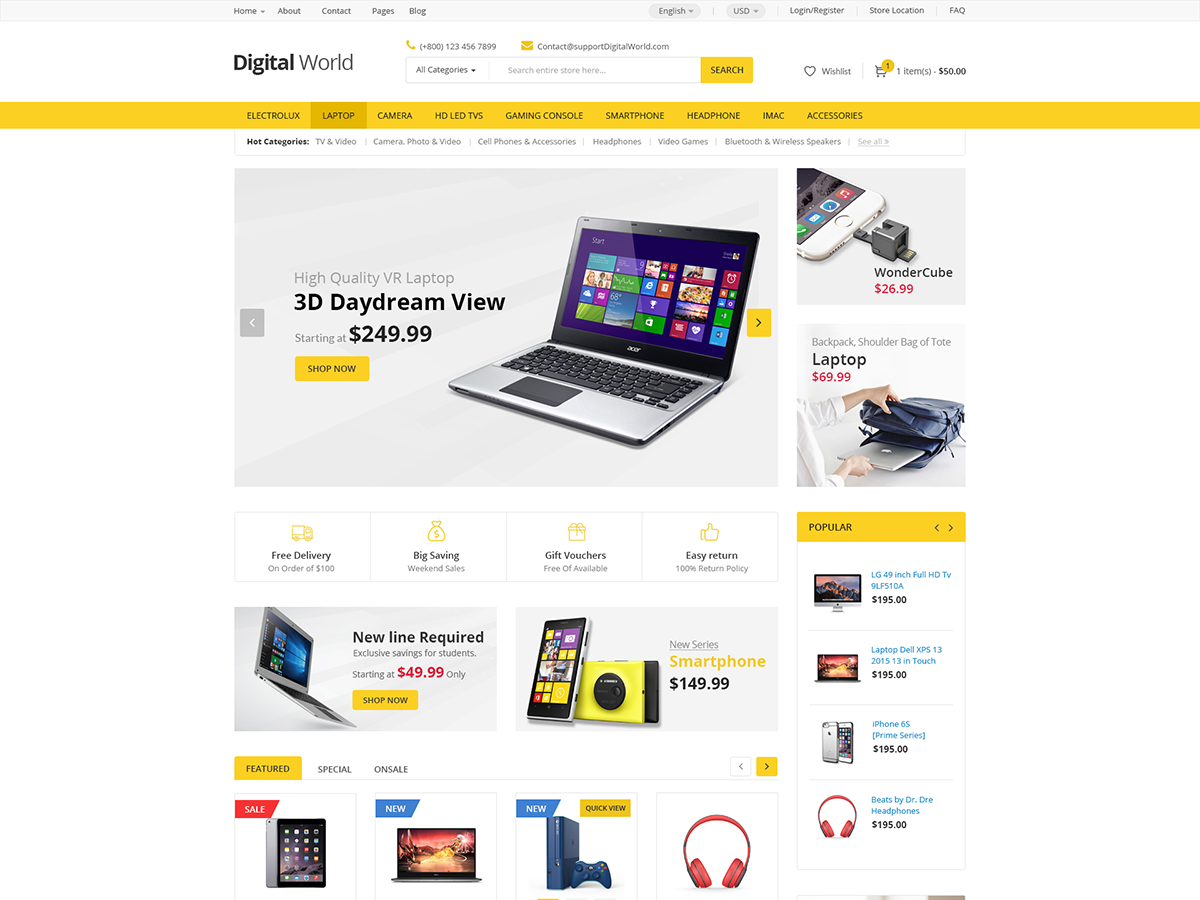 Home About Contact Pages Blog English USD Login/Register Store Location FAQ
(+800) 123 456 7899 Contact@supportDigitalWorld.com
Digital World
All Categories Search entire store here... SEARCH
Wishlist 1 1 item(s) - $50.00
ELECTROLUX LAPTOP CAMERA HD LED TVS GAMING CONSOLE SMARTPHONE HEADPHONE IMAC ACCESSORIES
Hot Categories: TV & Video Camera, Photo & Video Cell Phones & Accessories Headphones Video Games Bluetooth & Wireless Speakers See all »
High Quality VR Laptop
3D Daydream View
Starting at $249.99
SHOP NOW
Start
acer
WonderCube
$26.99
Backpack, Shoulder Bag of Tote
Laptop
$69.99
Free Delivery
On Order of $100
Big Saving
Weekend Sales
Gift Vouchers
Free Of Available
Easy return
100% Return Policy
New line Required
Exclusive savings for students.
Starting at $49.99 Only
SHOP NOW
New Series
Smartphone
$149.99
POPULAR
LG 49 inch Full HD Tv
9LF510A
$195.00
Laptop Dell XPS 13
2015 13 in Touch
$195.00
iPhone 6S
[Prime Series]
$195.00
Beats by Dr. Dre
Headphones
$195.00
FEATURED SPECIAL ONSALE
SALE
NEW
NEW QUICK VIEW